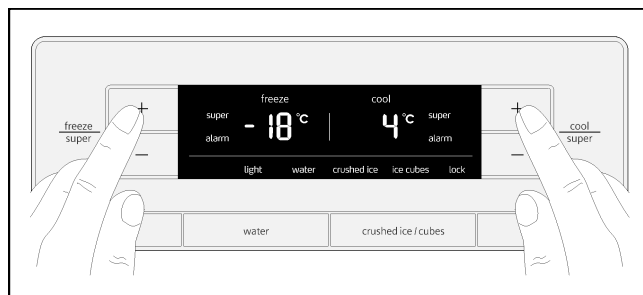 freeze cool
super -18 °C 4 °C super
alarm alarm
light water crushed ice ice cubes lock
+ +
freeze
super
− −
cool
super
water crushed ice / cubes